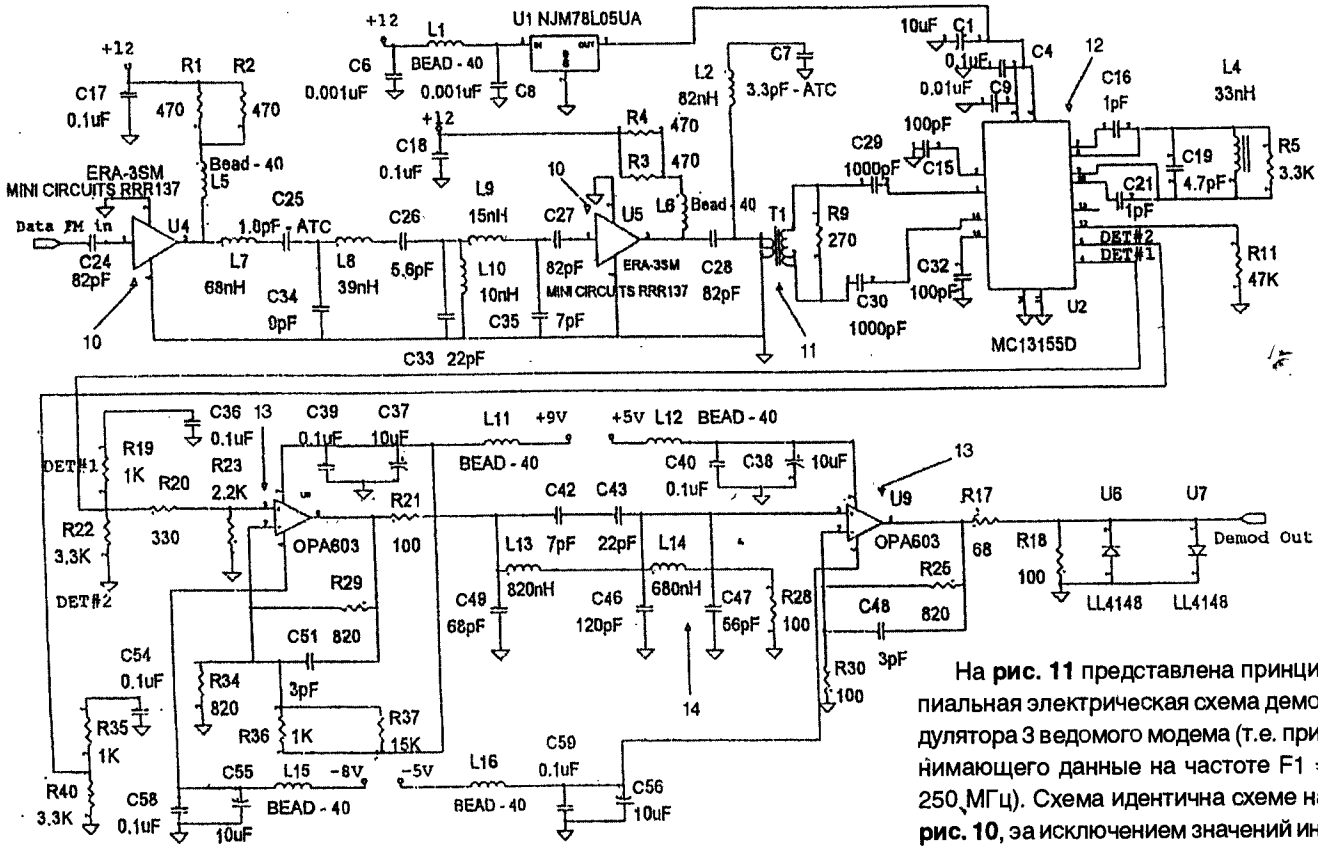 +12
L1
U1 NJM78L05UA
IN
OUT
GND
10uF
C1
C4
12
+12
R1
R2
C6
BEAD - 40
L2
C7
0.1uF
C16
L4
C17
0.001uF
0.001uF
C8
82nH
3.3pF - ATC
0.01uF
C9
1pF
33nH
0.1uF
470
470
+12
R4
470
100pF
C18
C29
C19
R5
0.1uF
R3
470
1000pF
C15
4.7pF
3.3K
ERA-3SM
Bead - 40
L5
10
C21
1pF
MINI CIRCUITS RRR137
C25
L9
L6
Bead - 40
T1
R9
Data FM in
U4
1.0pF - ATC
C26
15nH
C27
U5
270
DET#2
DET#1
C24
L7
L8
5.6pF
L10
82pF
ERA-3SM
C28
C32
R11
82pF
68nH
39nH
10nH
MINI CIRCUITS RRR137
82pF
C30
100pF
47K
C34
C35
7pF
1000pF
U2
10
9pF
C33
22pF
11
MC13155D
C36
13
C39
C37
L11
+9V
+5V
L12
BEAD - 40
R19
0.1uF
0.1uF
10uF
BEAD - 40
C40
C38
10uF
13
DET#1
1K
R20
R23
0.1uF
U9
U6
U7
2.2K
R21
C42
C43
R17
R22
330
OPA603
100
7pF
22pF
OPA603
68
R18
Demod Out
3,3K
L13
L14
100
DET#2
R29
820nH
680nH
R25
C49
C46
C47
R28
C48
820
LL4148
LL4148
C51
820
68pF
120pF
56pF
100
C54
0.1uF
R34
3pF
R30
3pF
820
R37
14
100
R35
R36
1K
15K
1K
C59
C55
L15
-8V
-5V
L16
0.1uF
C56
R40
C58
BEAD - 40
BEAD - 40
3.3K
0.1uF
10uF
10uF
На рис. 11 представлена принци-
пиальная электрическая схема демо-
дулятора 3 ведомого модема (т.е. при-
нимающего данные на частоте F1 =
250 МГц). Схема идентична схеме на
рис. 10, эа исключением значений ин-